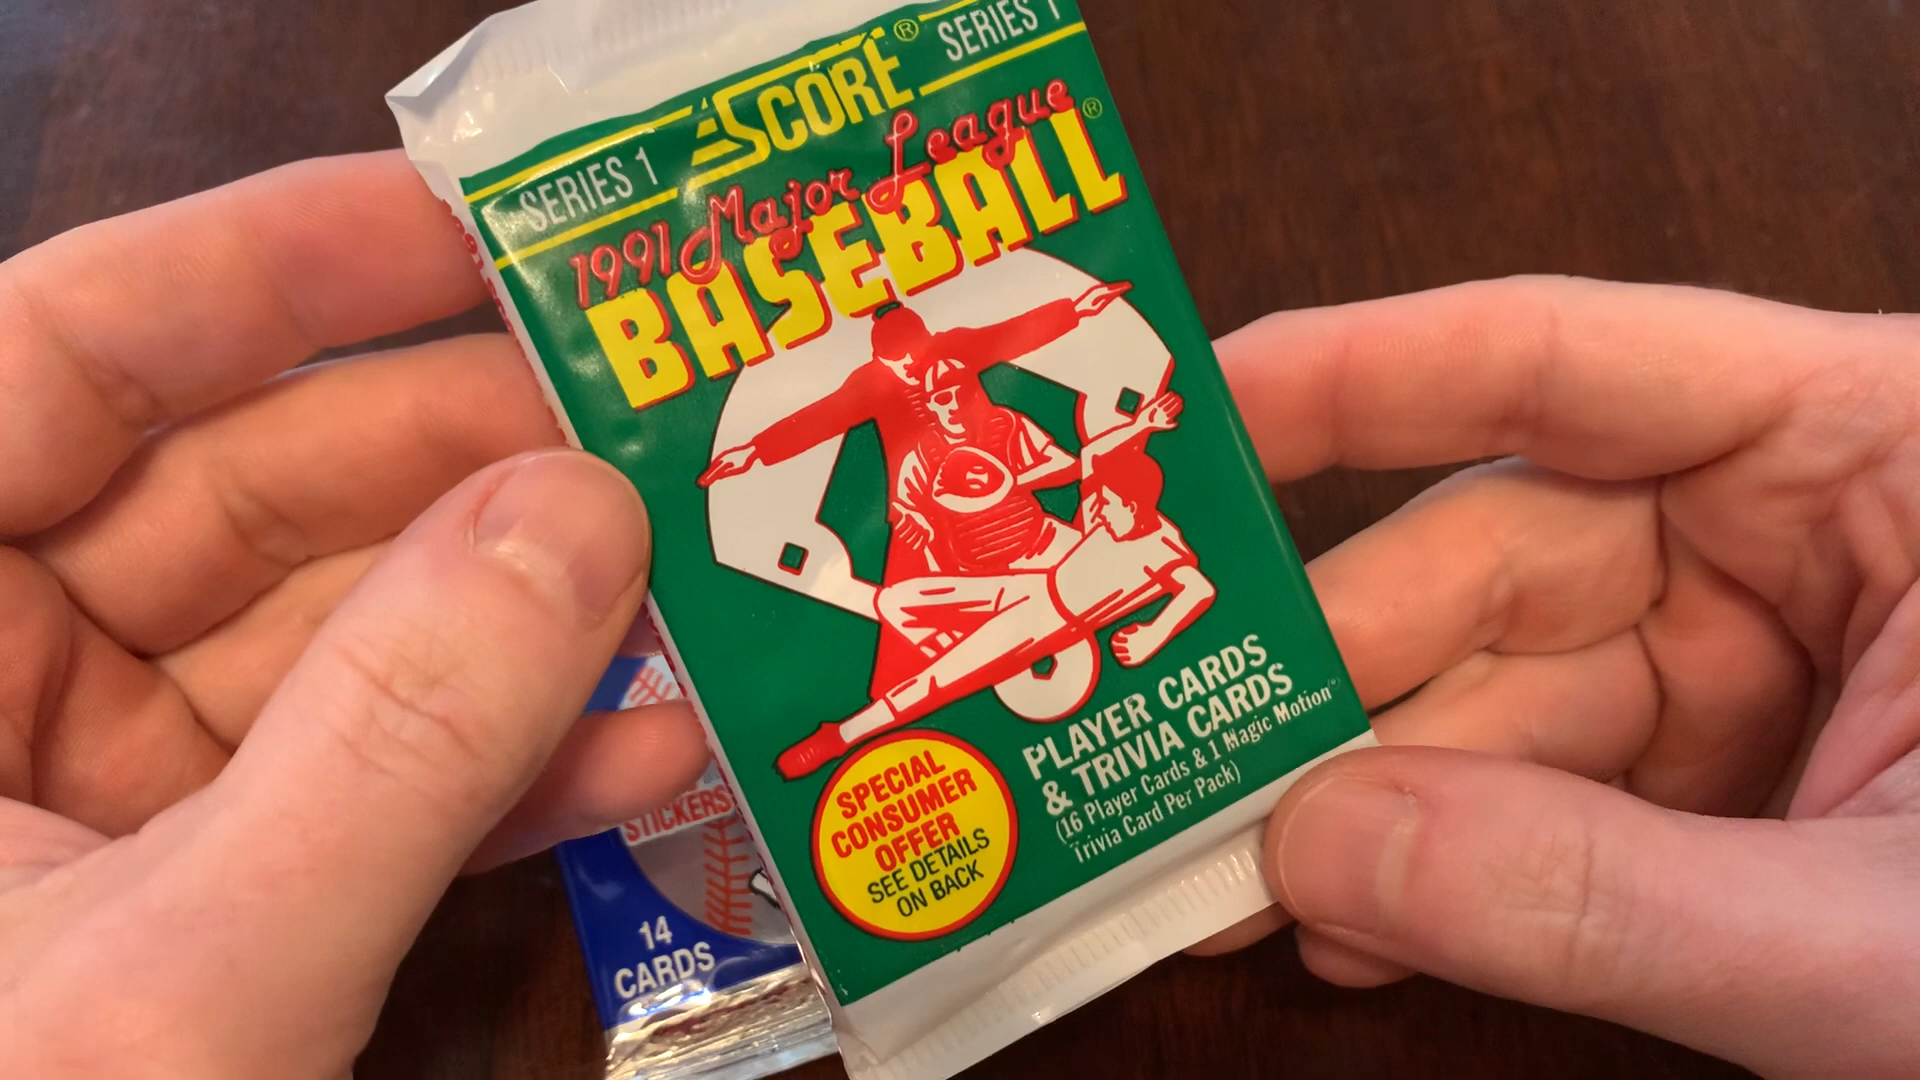 SCORE®
SERIES 1
SERIES 1
1991 Major League
BASEBALL®
PLAYER CARDS
& TRIVIA CARDS
(16 Player Cards & 1 Magic Motion®
Trivia Card Per Pack)
SPECIAL
CONSUMER
OFFER
SEE DETAILS
ON BACK
STICKERS
14
CARDS